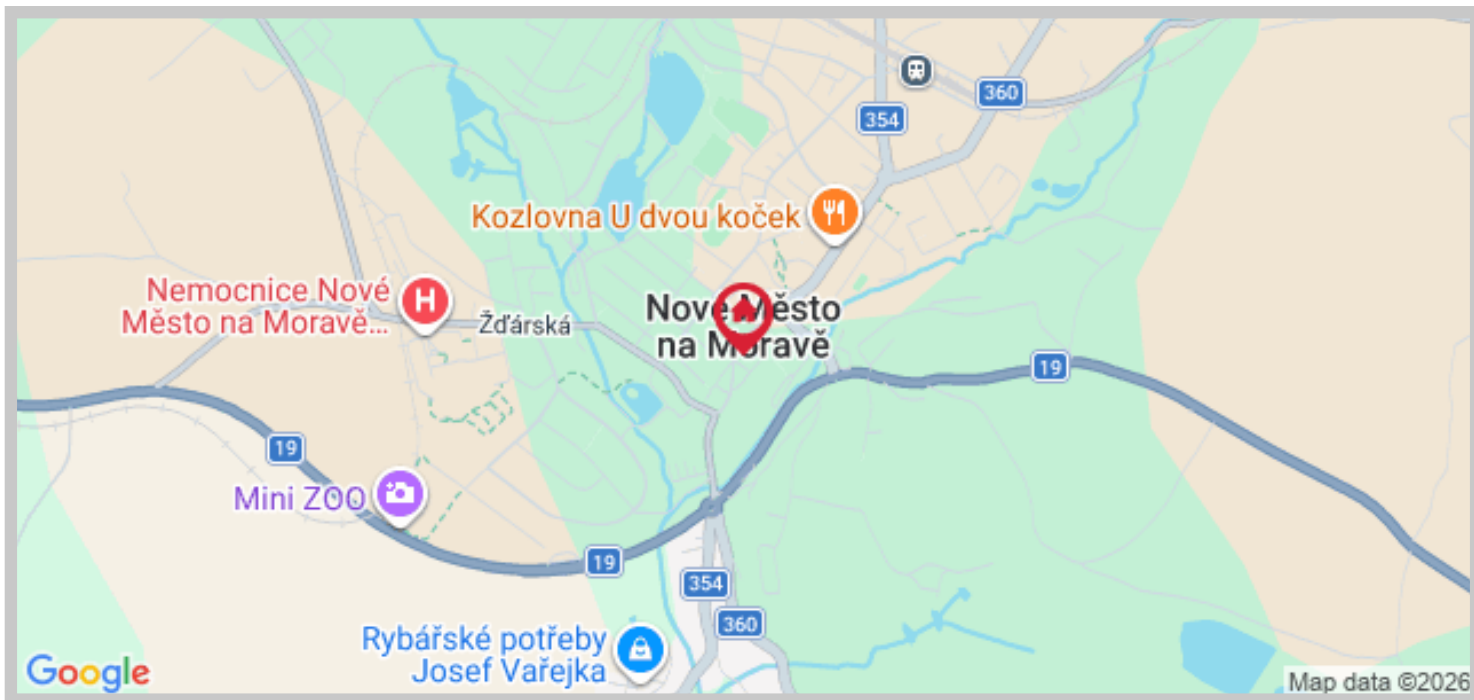 360
354
Kozlovna U dvou koček
Nemocnice Nové
Město na Moravě...
Žďárská
Nové Město
na Moravě
19
19
Mini ZOO
19
354
360
Rybářské potřeby
Josef Vařejka
Google
Map data ©2026